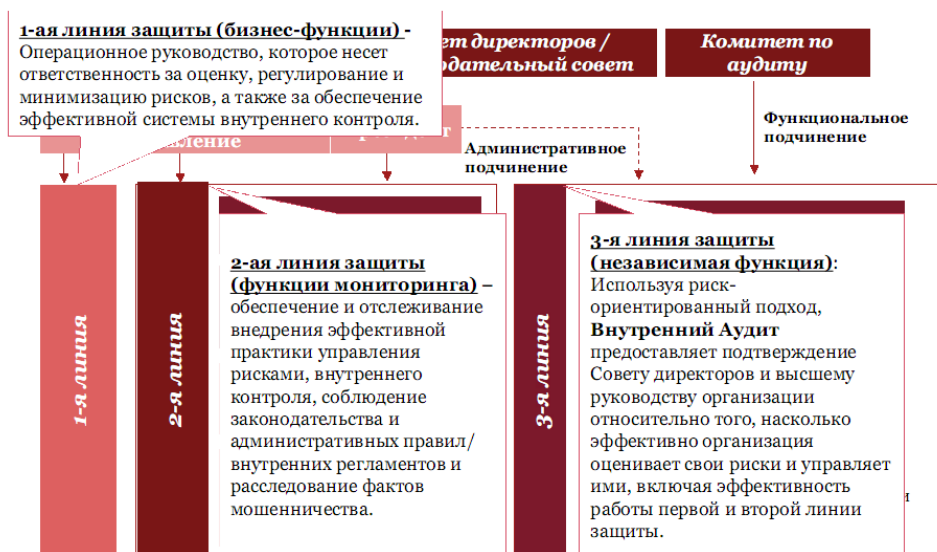 1-ая линия защиты (бизнес-функции) -
Операционное руководство, которое несет
ответственность за оценку, регулирование и
минимизацию рисков, а также за обеспечение
эффективной системы внутреннего контроля.
директоров /
совет
Комитет по
аудиту
Функциональное
подчинение
Административное
подчинение
1-я линия
2-я линия
2-ая линия защиты
(функции мониторинга) –
обеспечение и отслеживание
внедрения эффективной
практики управления
рисками, внутреннего
контроля, соблюдение
законодательства и
административных правил/
внутренних регламентов и
расследование фактов
мошенничества.
3-я линия
3-я линия защиты
(независимая функция):
Используя риск-
ориентированный подход,
Внутренний Аудит
предоставляет подтверждение
Совету директоров и высшему
руководству организации
относительно того, насколько
эффективно организация
оценивает свои риски и управляет
ими, включая эффективность
работы первой и второй линии
защиты.